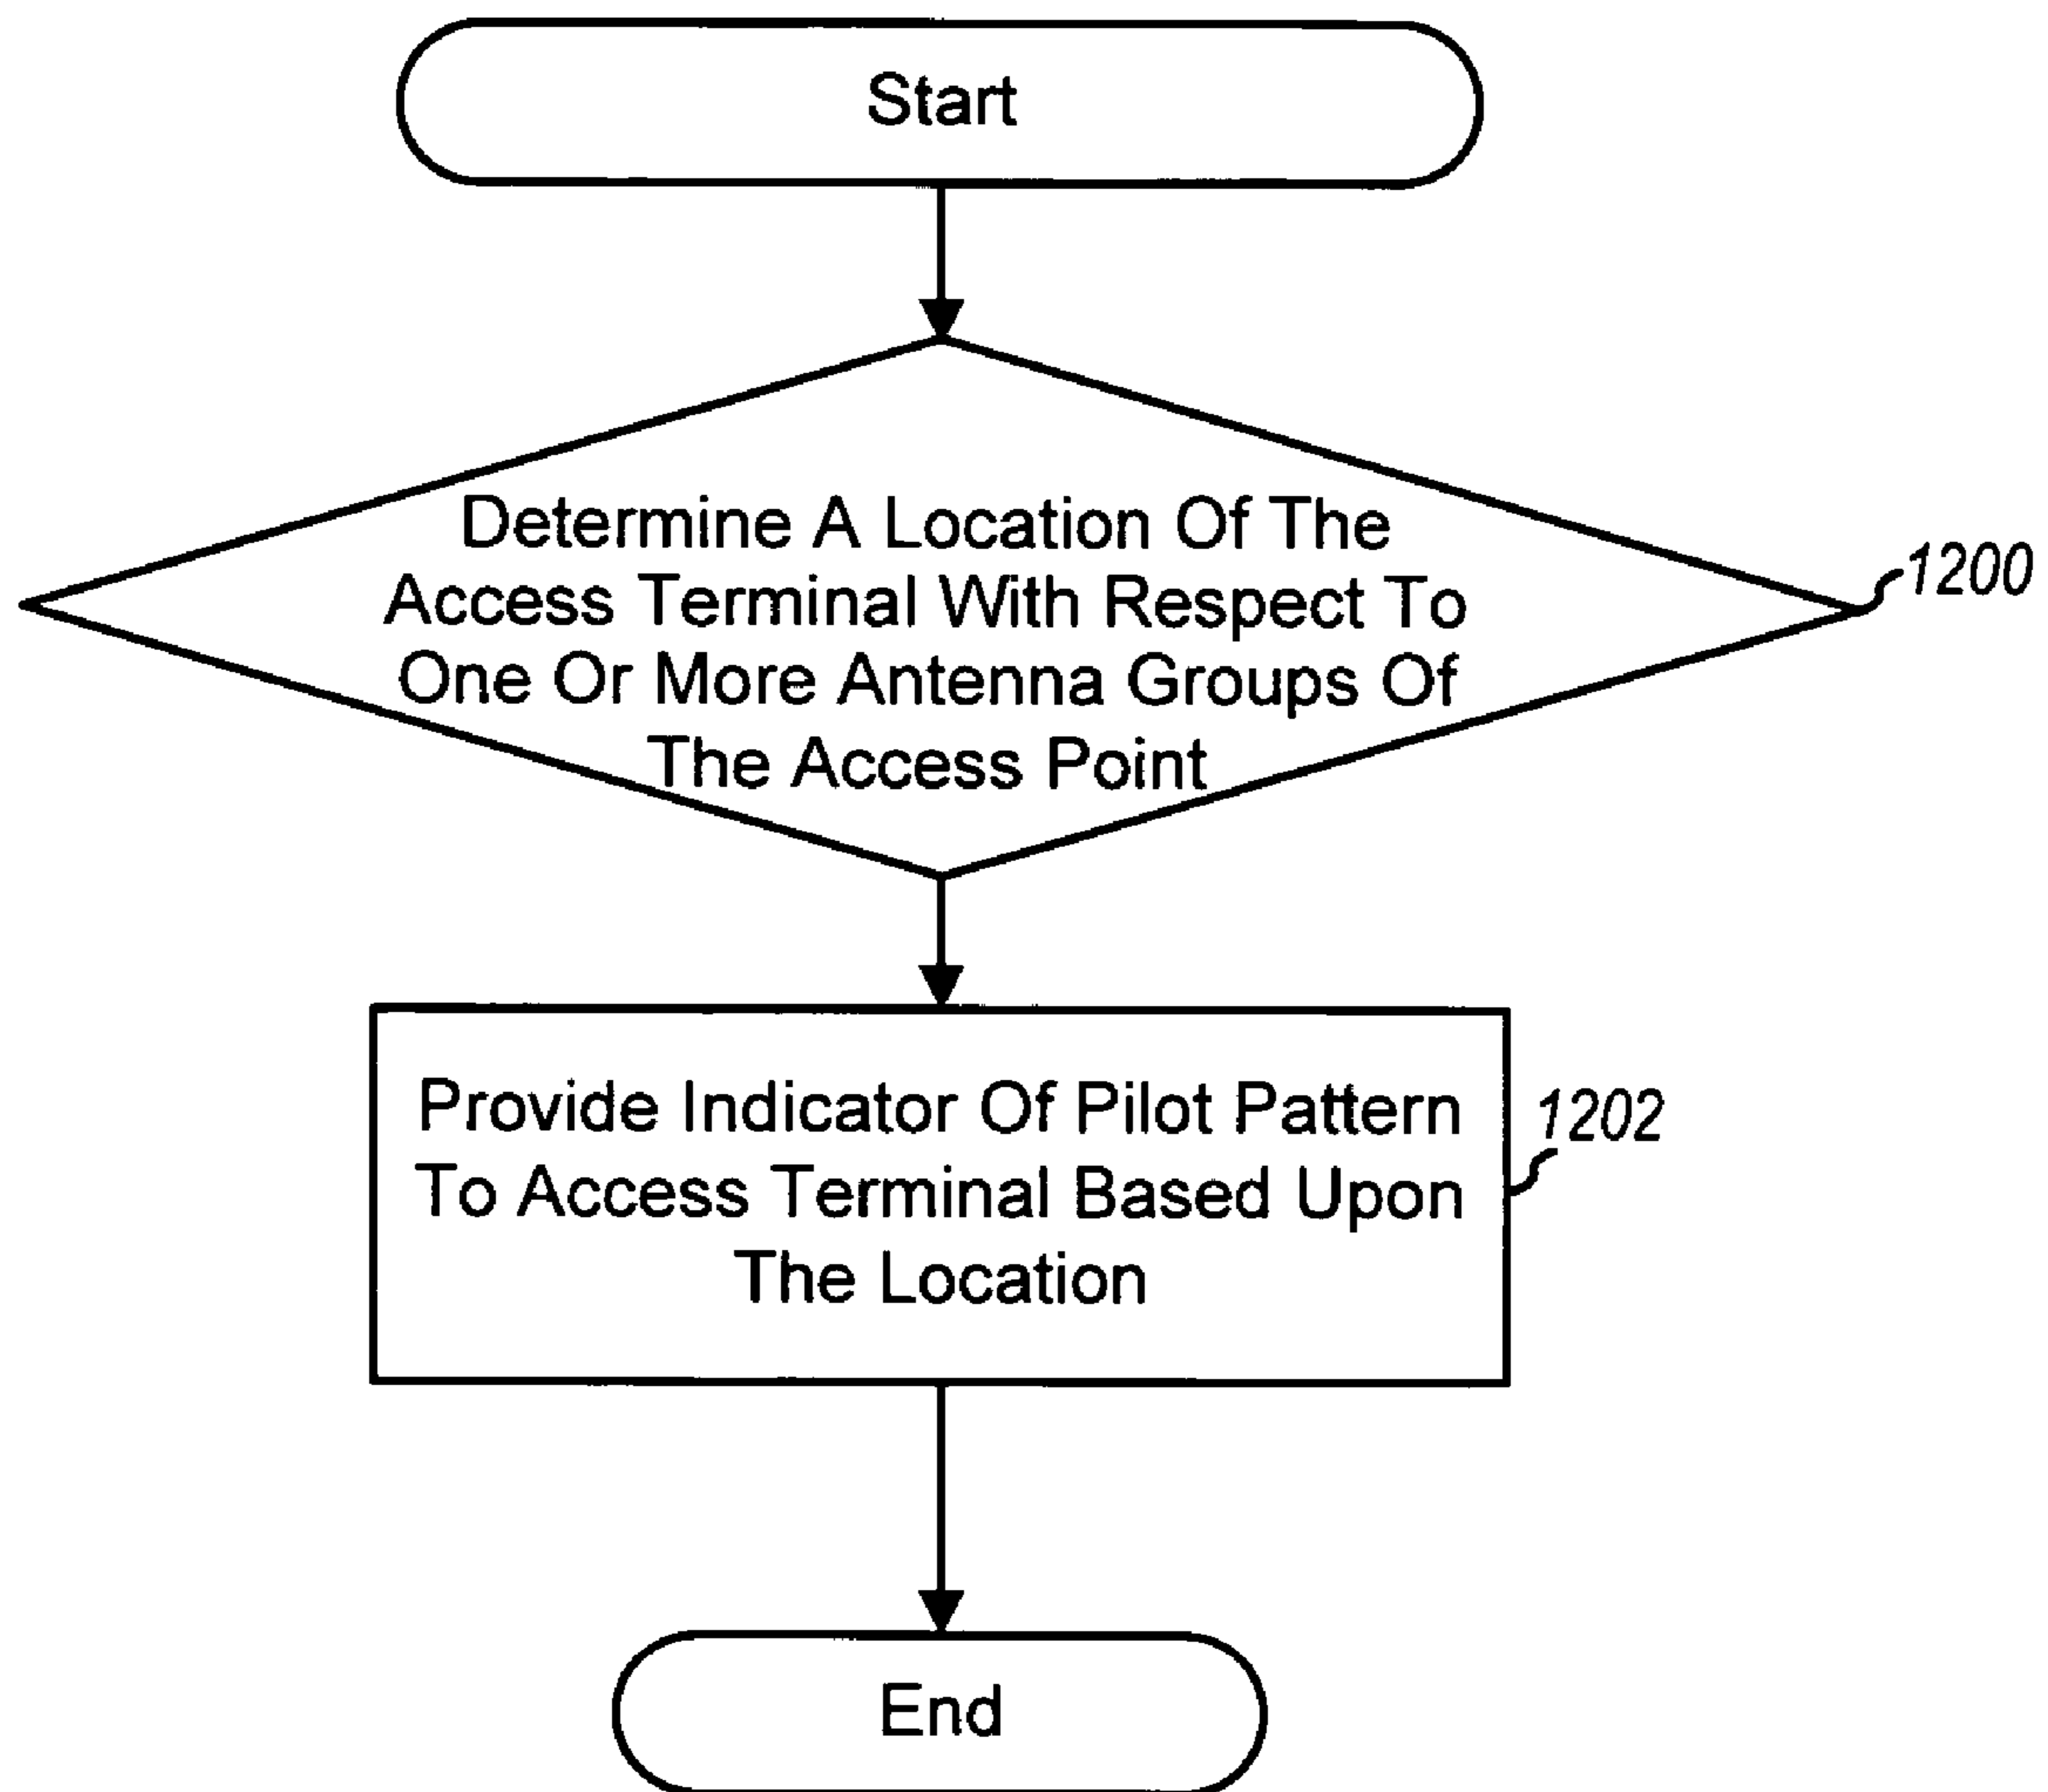 Start
Determine A Location Of The
Access Terminal With Respect To
One Or More Antenna Groups Of
The Access Point
1200
Provide Indicator Of Pilot Pattern
To Access Terminal Based Upon
The Location
1202
End